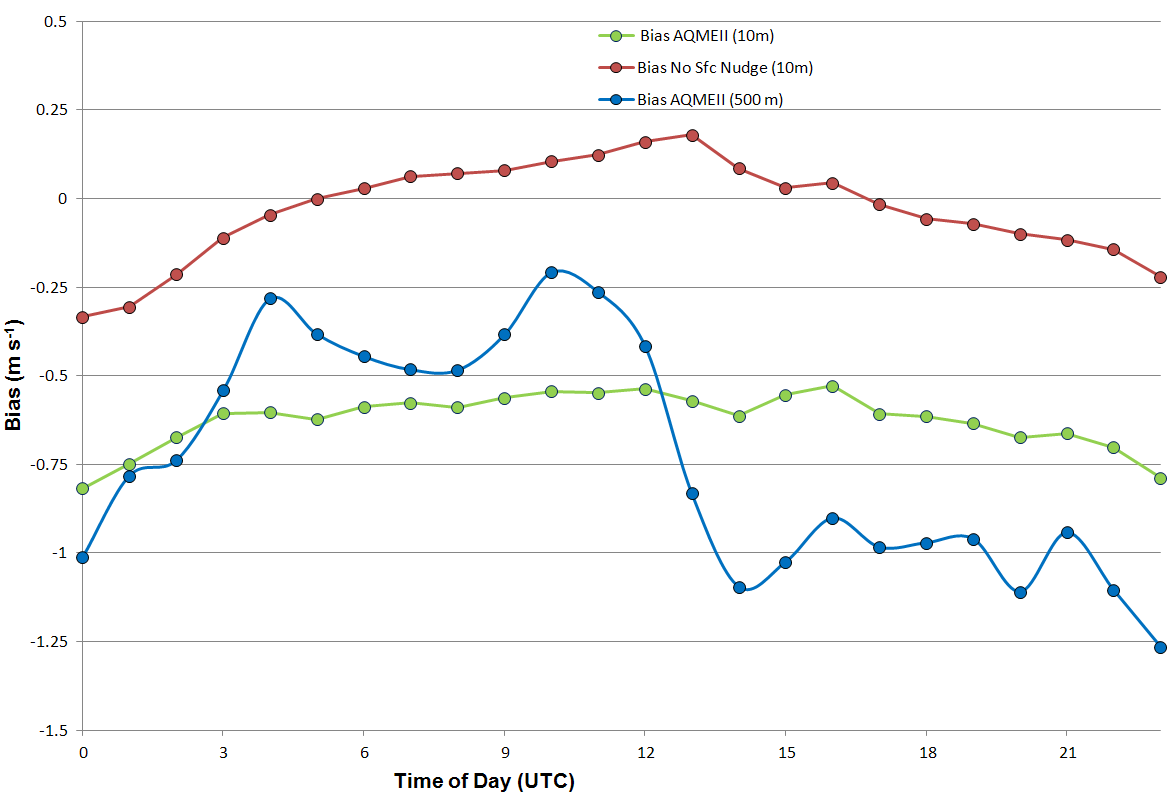 0.5
0.25
0
-0.25
-0.5
-0.75
-1
-1.25
-1.5
Bias (m s-1)
Bias AQMEII (10m)
Bias No Sfc Nudge (10m)
Bias AQMEII (500 m)
0 3 6 9 12 15 18 21
Time of Day (UTC)